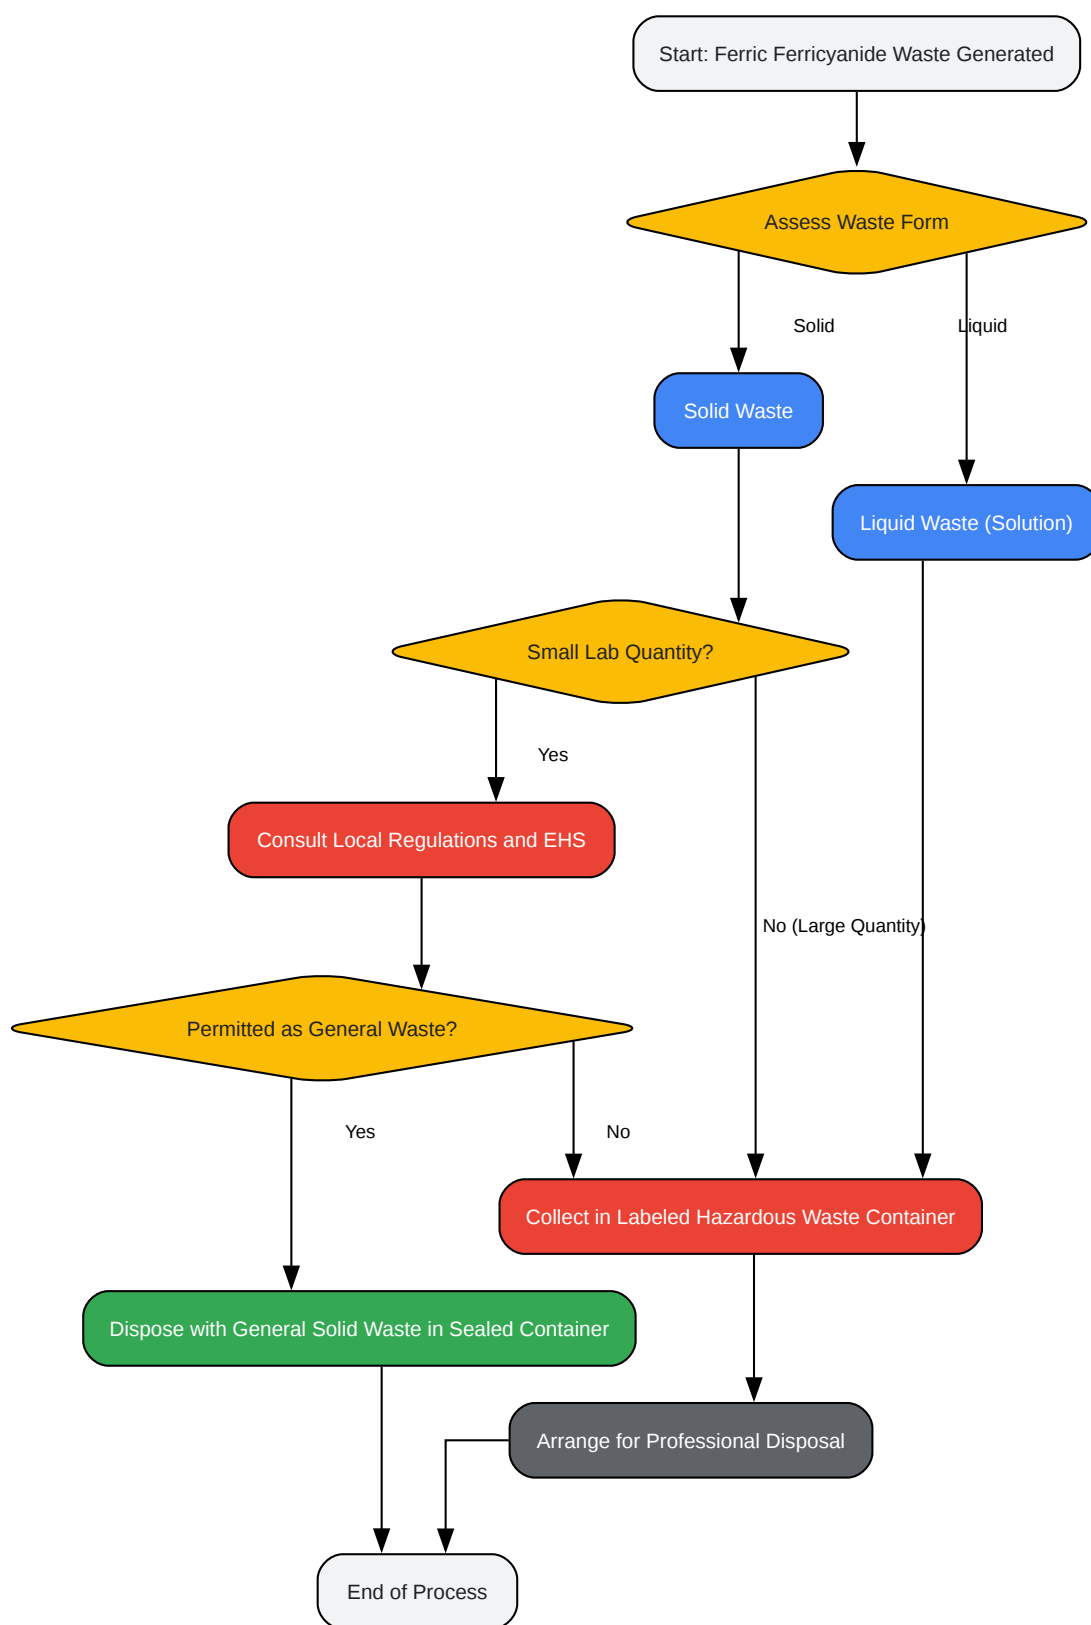 Start: Ferric Ferricyanide Waste Generated
Assess Waste Form
Solid
Liquid
Solid Waste
Liquid Waste (Solution)
Small Lab Quantity?
Yes
Consult Local Regulations and EHS
No (Large Quantity)
Permitted as General Waste?
Yes
No
Collect in Labeled Hazardous Waste Container
Dispose with General Solid Waste in Sealed Container
Arrange for Professional Disposal
End of Process